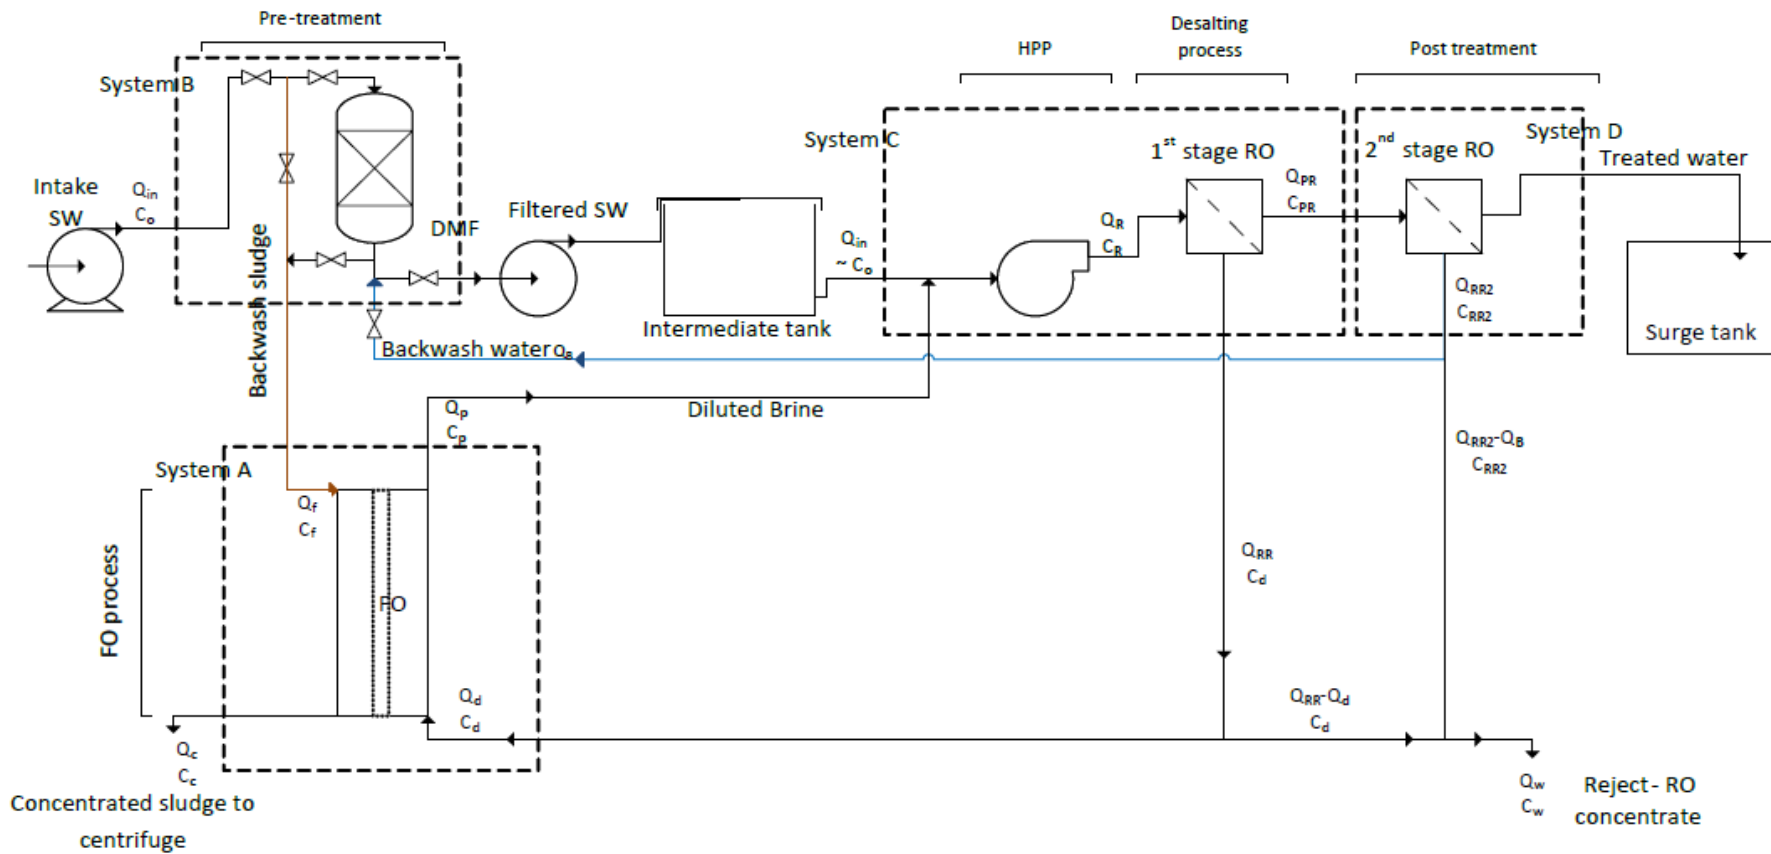 Pre-treatment
Desalting
process
HPP
Post treatment
System B
System C
System D
1st stage RO
2nd stage RO
Treated water
Intake
SW
Qin
Co
DMF
Filtered SW
Intermediate tank
Qin
~ Co
QR
CR
QPR
CPR
QRR2
CRR2
Surge tank
Backwash sludge
Backwash water QB
Diluted Brine
Qp
Cp
QRR2-QB
CRR2
System A
Qf
Cf
FO process
FO
QRR
Cd
Qd
Cd
QRR-Qd
Cd
Qc
Cc
Concentrated sludge to
centrifuge
Qw
Cw
Reject- RO
concentrate